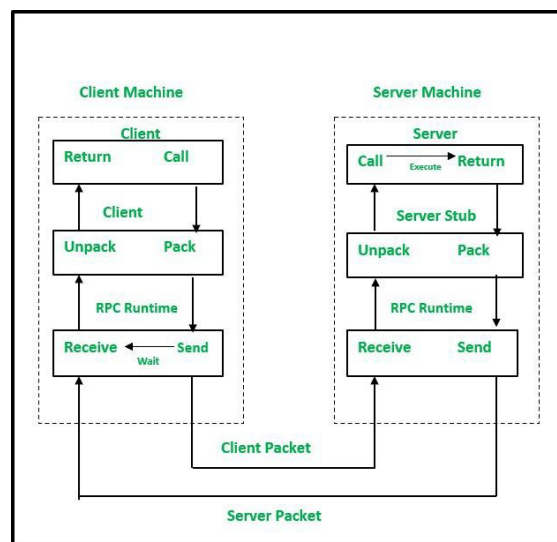 Client Machine Server Machine
Client Server
Return Call Call Execute Return
Client Server Stub
Unpack Pack Unpack Pack
RPC Runtime RPC Runtime
Receive Wait Send Receive Send
Client Packet
Server Packet